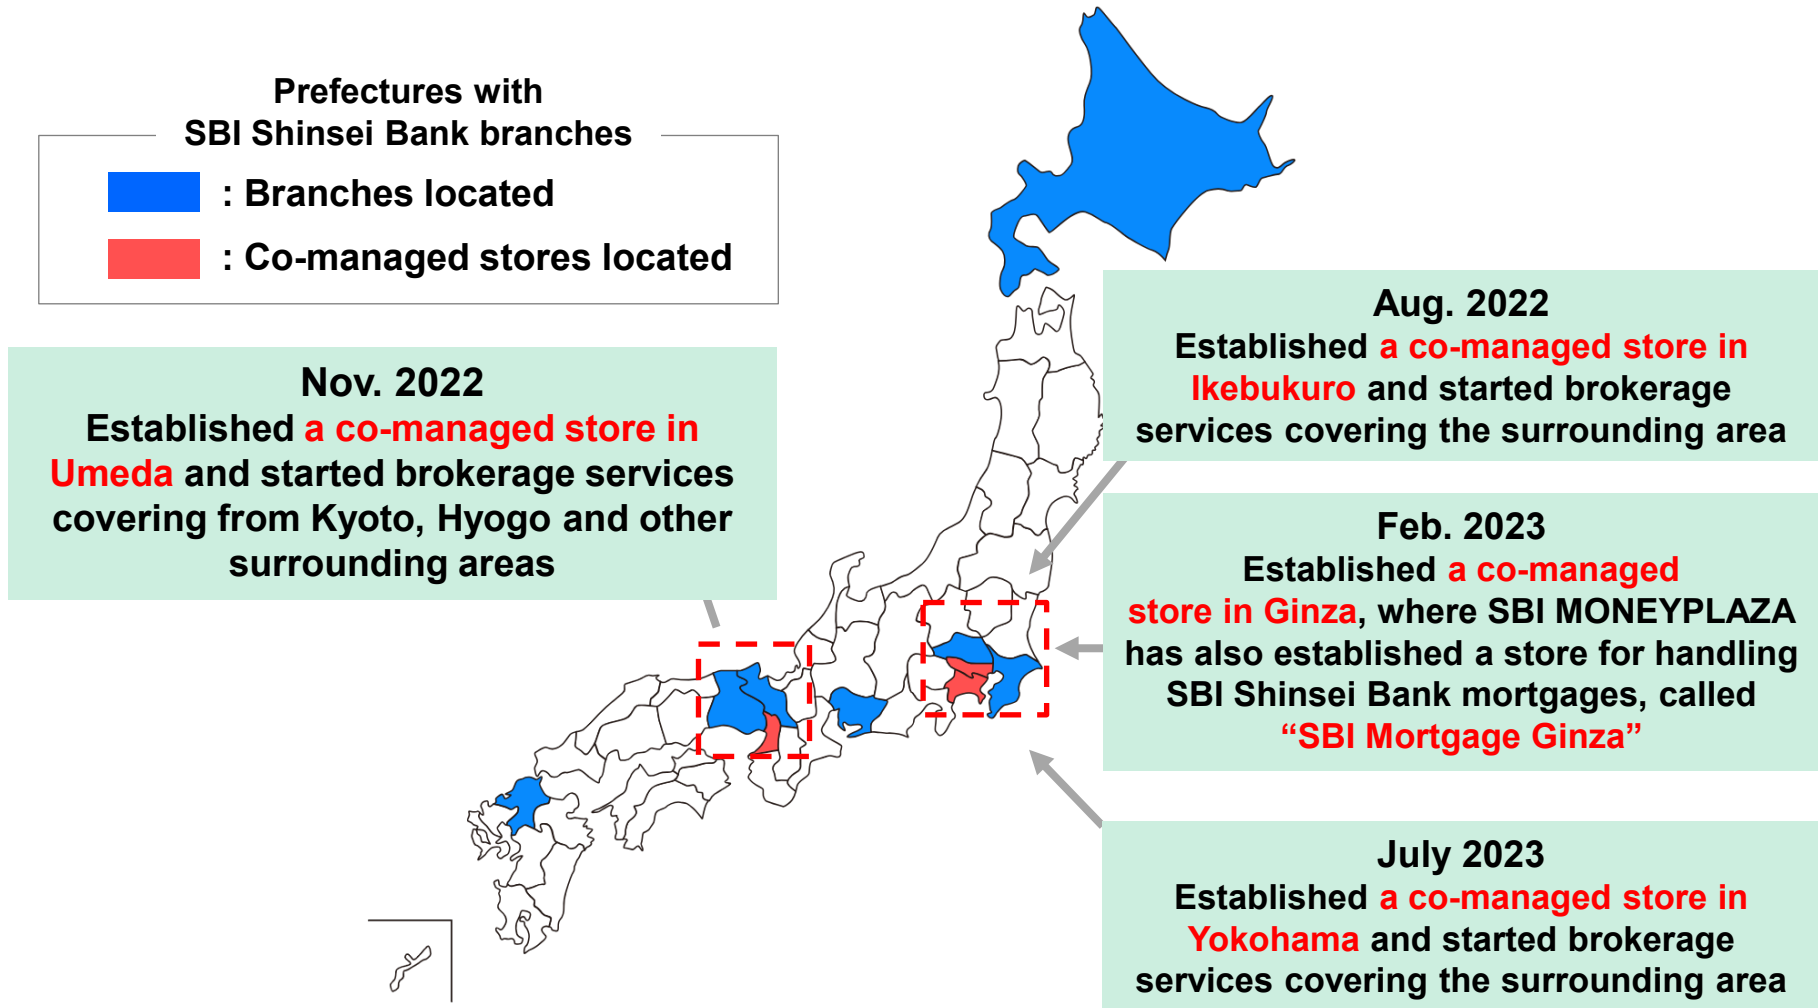 Prefectures with
SBI Shinsei Bank branches
: Branches located
: Co-managed stores located
Nov. 2022
Established a co-managed store in
Umeda and started brokerage services
covering from Kyoto, Hyogo and other
surrounding areas
Aug. 2022
Established a co-managed store in
Ikebukuro and started brokerage
services covering the surrounding area
Feb. 2023
Established a co-managed
store in Ginza, where SBI MONEYPLAZA
has also established a store for handling
SBI Shinsei Bank mortgages, called
“SBI Mortgage Ginza”
July 2023
Established a co-managed store in
Yokohama and started brokerage
services covering the surrounding area